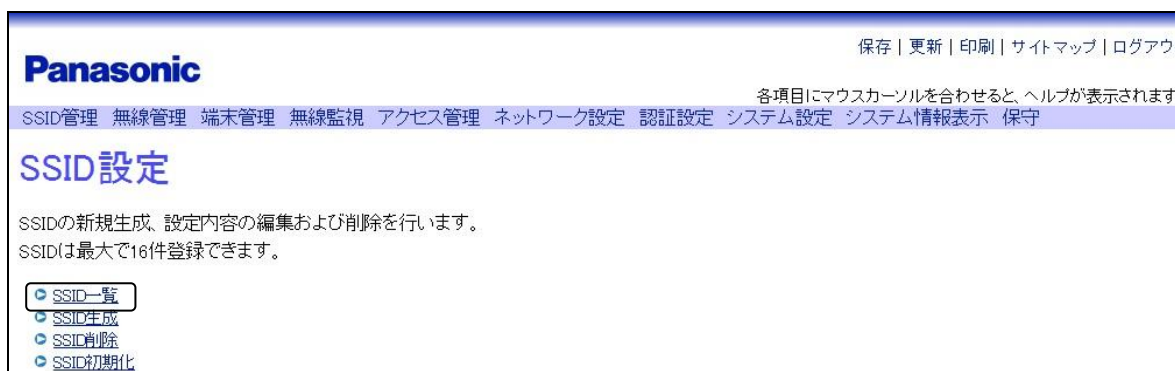 保存 | 更新 | 印刷 | サイトマップ | ログアウ
Panasonic
各項目にマウスカーソルを合わせると、ヘルプが表示されます
SSID管理 無線管理 端末管理 無線監視 アクセス管理 ネットワーク設定 認証設定 システム設定 システム情報表示 保守
SSID設定
SSIDの新規生成、設定内容の編集および削除を行います。
SSIDは最大で16件登録できます。
SSID一覧
SSID生成
SSID削除
SSID初期化